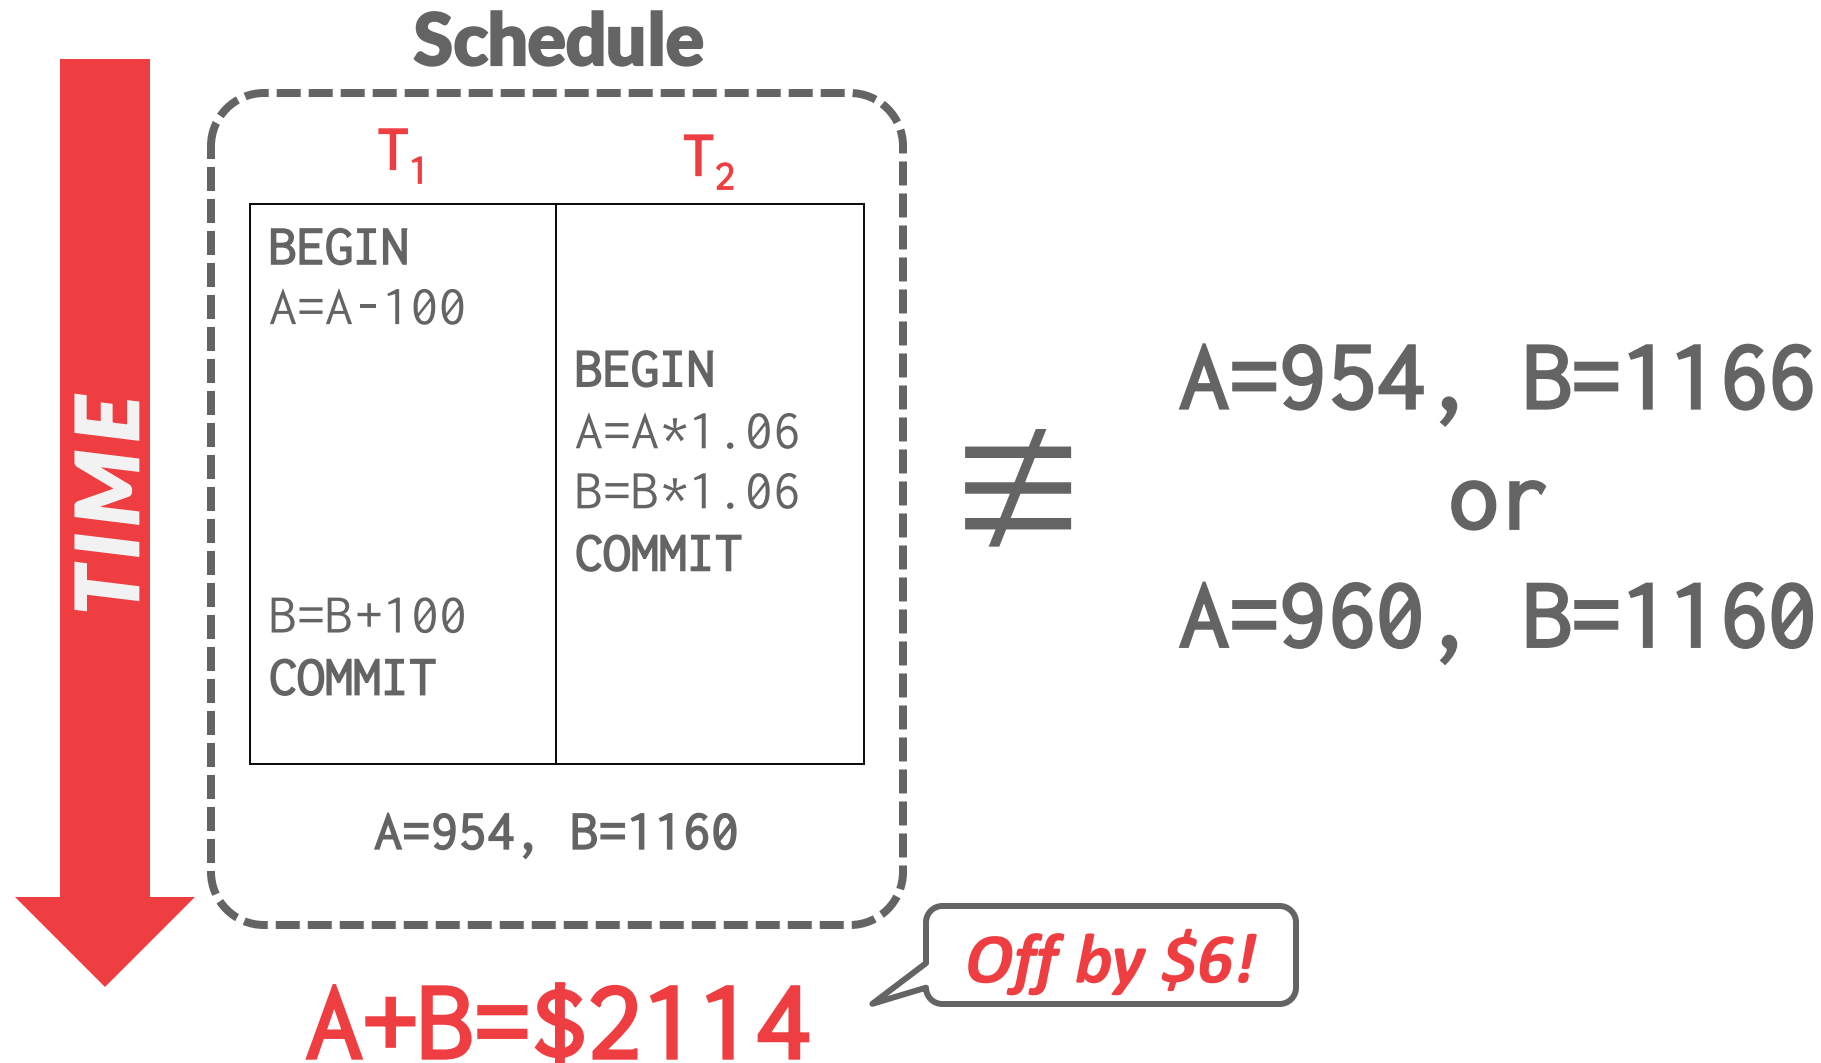 Schedule
TIME
T1 T2
BEGIN
A=A-100
BEGIN
A=A*1.06
B=B*1.06
COMMIT
B=B+100
COMMIT
A=954, B=1160
≢
A=954, B=1166
or
A=960, B=1160
Off by $6!
A+B=$2114